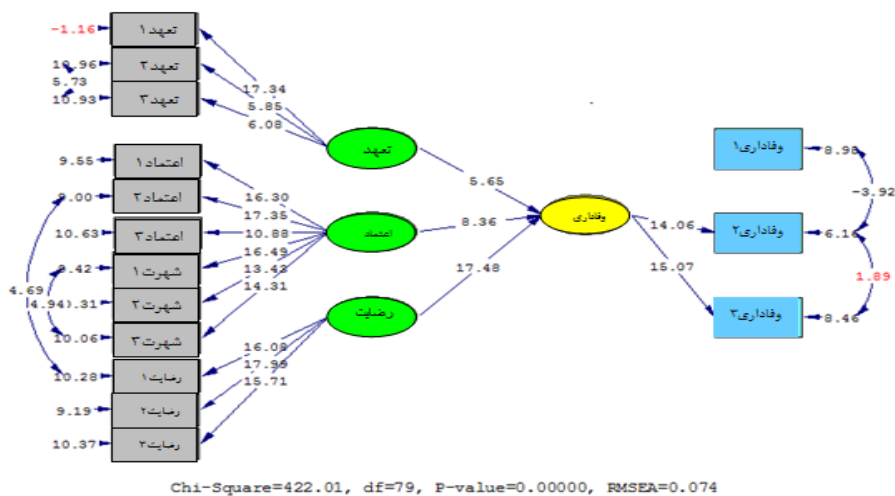 -1.16 تعهد۱
10.96 تعهد۲
5.73
10.93 تعهد۳
17.34
5.85
6.08
تعهد
9.55 اعتماد۱
9.00 اعتماد۲
10.63 اعتماد۳
9.42 شهرت۱
شهرت۲
10.06 شهرت۳
4.69
4.94
16.30
17.35
10.88
16.49
13.43
14.31
اعتماد
10.28 رضایت۱
9.19 رضایت۲
10.37 رضایت۳
16.08
17.99
15.71
رضایت
5.65
8.36
17.48
وفاداری
14.06
15.07
وفاداری۱ 8.98
-3.92
وفاداری۲ 6.16
1.89
وفاداری۳ 8.46
Chi-Square=422.01, df=79, P-value=0.00000, RMSEA=0.074